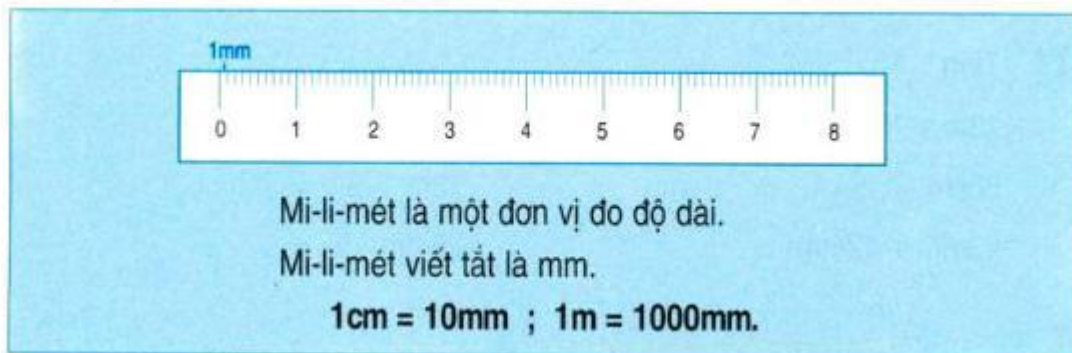 1mm
0 1 2 3 4 5 6 7 8
Mi-li-mét là một đơn vị đo độ dài.
Mi-li-mét viết tắt là mm.
1cm = 10mm ; 1m = 1000mm.